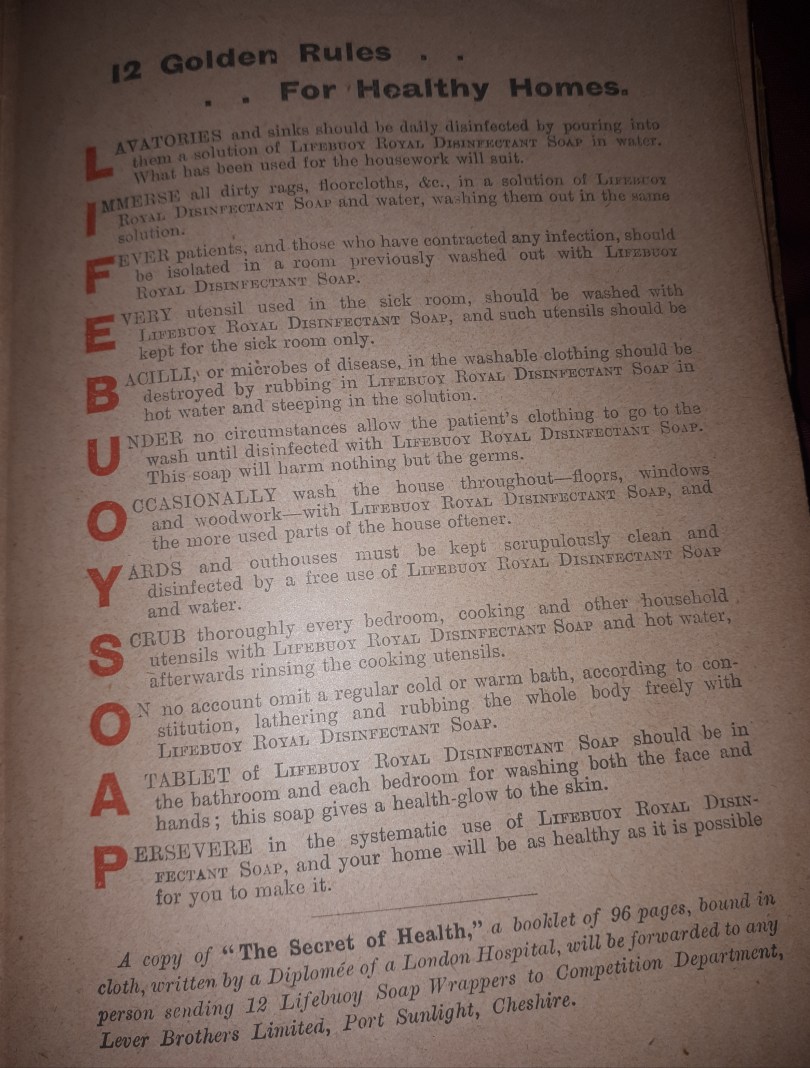 12 Golden Rules . .
. . For Healthy Homes.
LAVATORIES and sinks should be daily disinfected by pouring into
them a solution of LIFEBUOY ROYAL DISINFECTANT SOAP in water.
What has been used for the housework will suit.
IMMERSE all dirty rags, floorcloths, &c., in a solution of LIFEBUOY
ROYAL DISINFECTANT SOAP and water, washing them out in the same
solution.
FEVER patients, and those who have contracted any infection, should
be isolated in a room previously washed out with LIFEBUOY
ROYAL DISINFECTANT SOAP.
EVERY utensil used in the sick room, should be washed with
LIFEBUOY ROYAL DISINFECTANT SOAP, and such utensils should be
kept for the sick room only.
BACILLI, or microbes of disease, in the washable clothing should be
destroyed by rubbing in LIFEBUOY ROYAL DISINFECTANT SOAP in
hot water and steeping in the solution.
UNDER no circumstances allow the patient's clothing to go to the
wash until disinfected with LIFEBUOY ROYAL DISINFECTANT SOAP.
This soap will harm nothing but the germs.
OCCASIONALLY wash the house throughout—floors, windows
and woodwork—with LIFEBUOY ROYAL DISINFECTANT SOAP, and
the more used parts of the house oftener.
YARDS and outhouses must be kept scrupulously clean and
disinfected by a free use of LIFEBUOY ROYAL DISINFECTANT SOAP
and water.
SCRUB thoroughly every bedroom, cooking and other household
utensils with LIFEBUOY ROYAL DISINFECTANT SOAP and hot water,
afterwards rinsing the cooking utensils.
ON no account omit a regular cold or warm bath, according to con-
stitution, lathering and rubbing the whole body freely with
LIFEBUOY ROYAL DISINFECTANT SOAP.
A TABLET of LIFEBUOY ROYAL DISINFECTANT SOAP should be in
the bathroom and each bedroom for washing both the face and
hands; this soap gives a health-glow to the skin.
PERSEVERE in the systematic use of LIFEBUOY ROYAL DISIN-
FECTANT SOAP, and your home will be as healthy as it is possible
for you to make it.
A copy of "The Secret of Health," a booklet of 96 pages, bound in
cloth, written by a Diplomée of a London Hospital, will be forwarded to any
person sending 12 Lifebuoy Soap Wrappers to Competition Department,
Lever Brothers Limited, Port Sunlight, Cheshire.